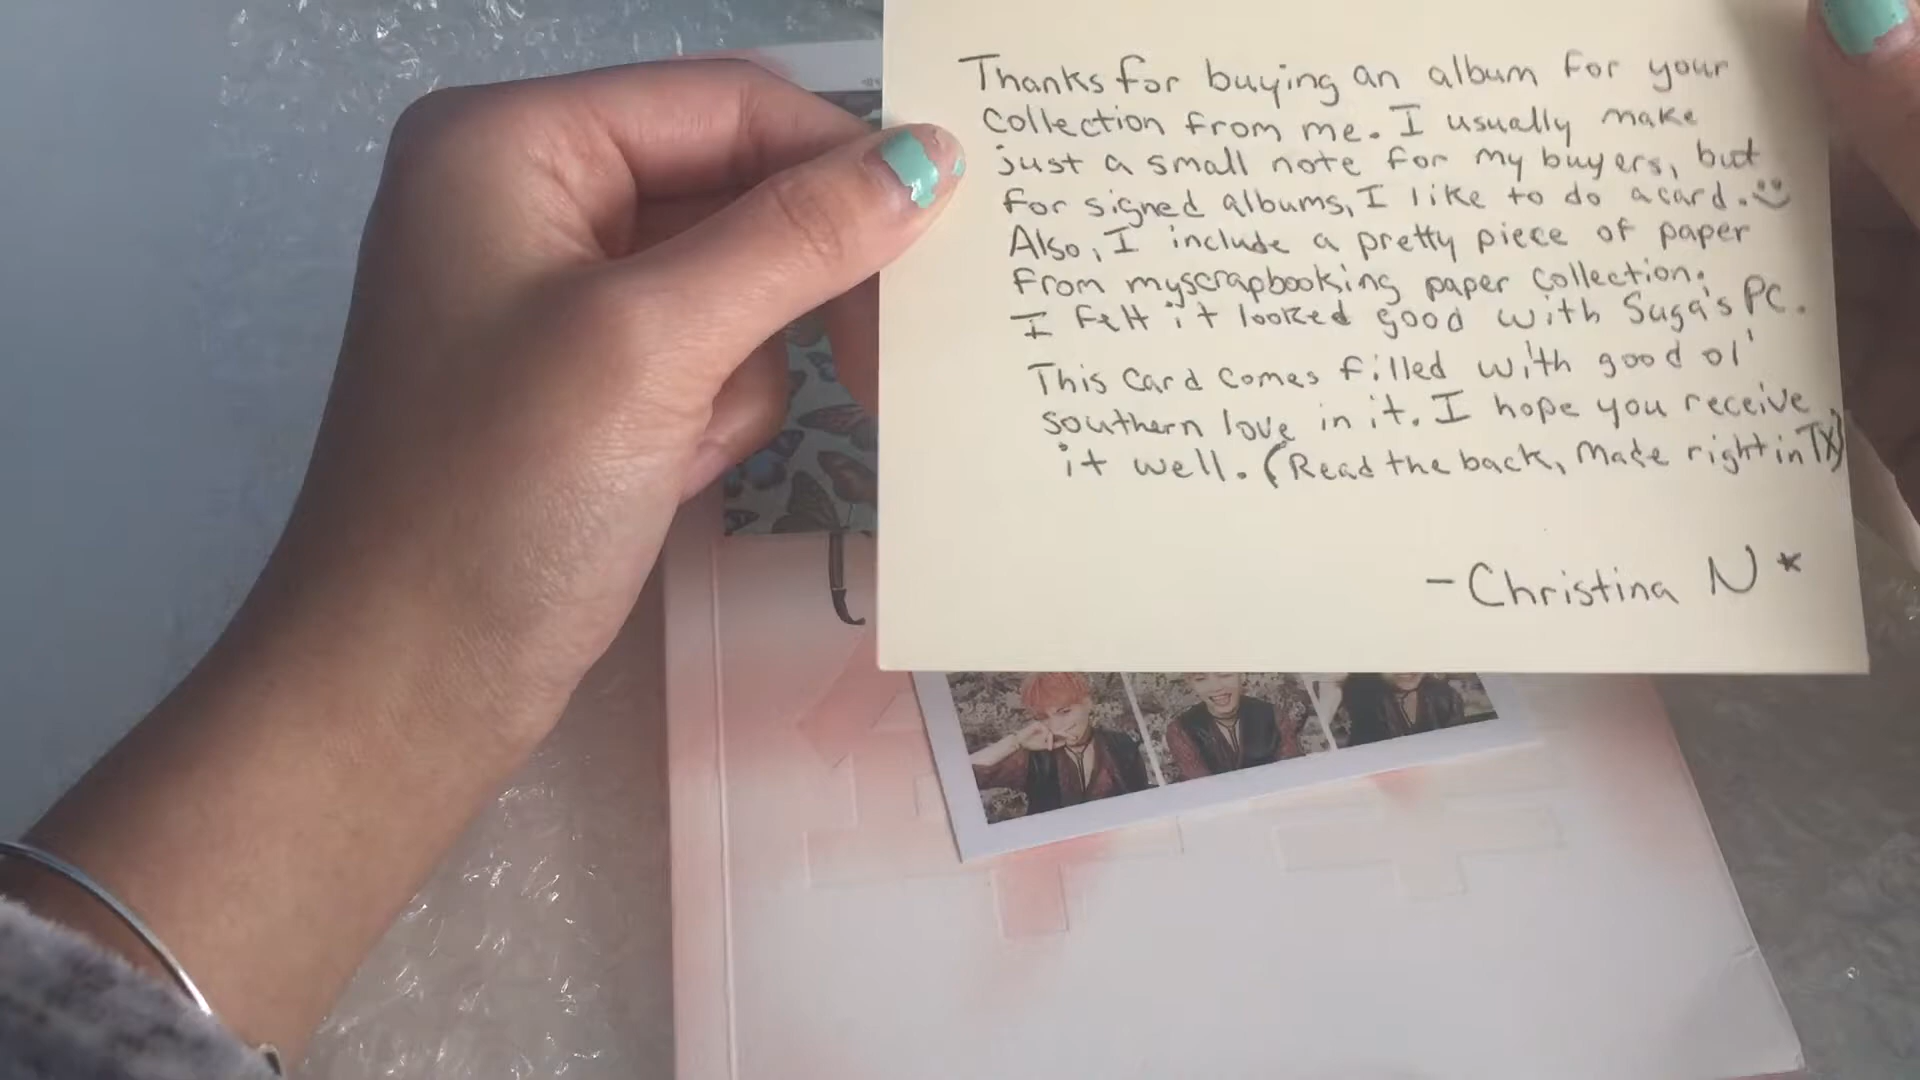 Thanks for buying an album for your
collection from me. I usually make
just a small note for my buyers, but
for signed albums, I like to do a card. :)
Also, I include a pretty piece of paper
from my scrapbooking paper collection.
I felt it looked good with Suga's PC.
This card comes filled with good ol'
southern love in it. I hope you receive
it well. (Read the back, Made right in TX)
- Christina N *